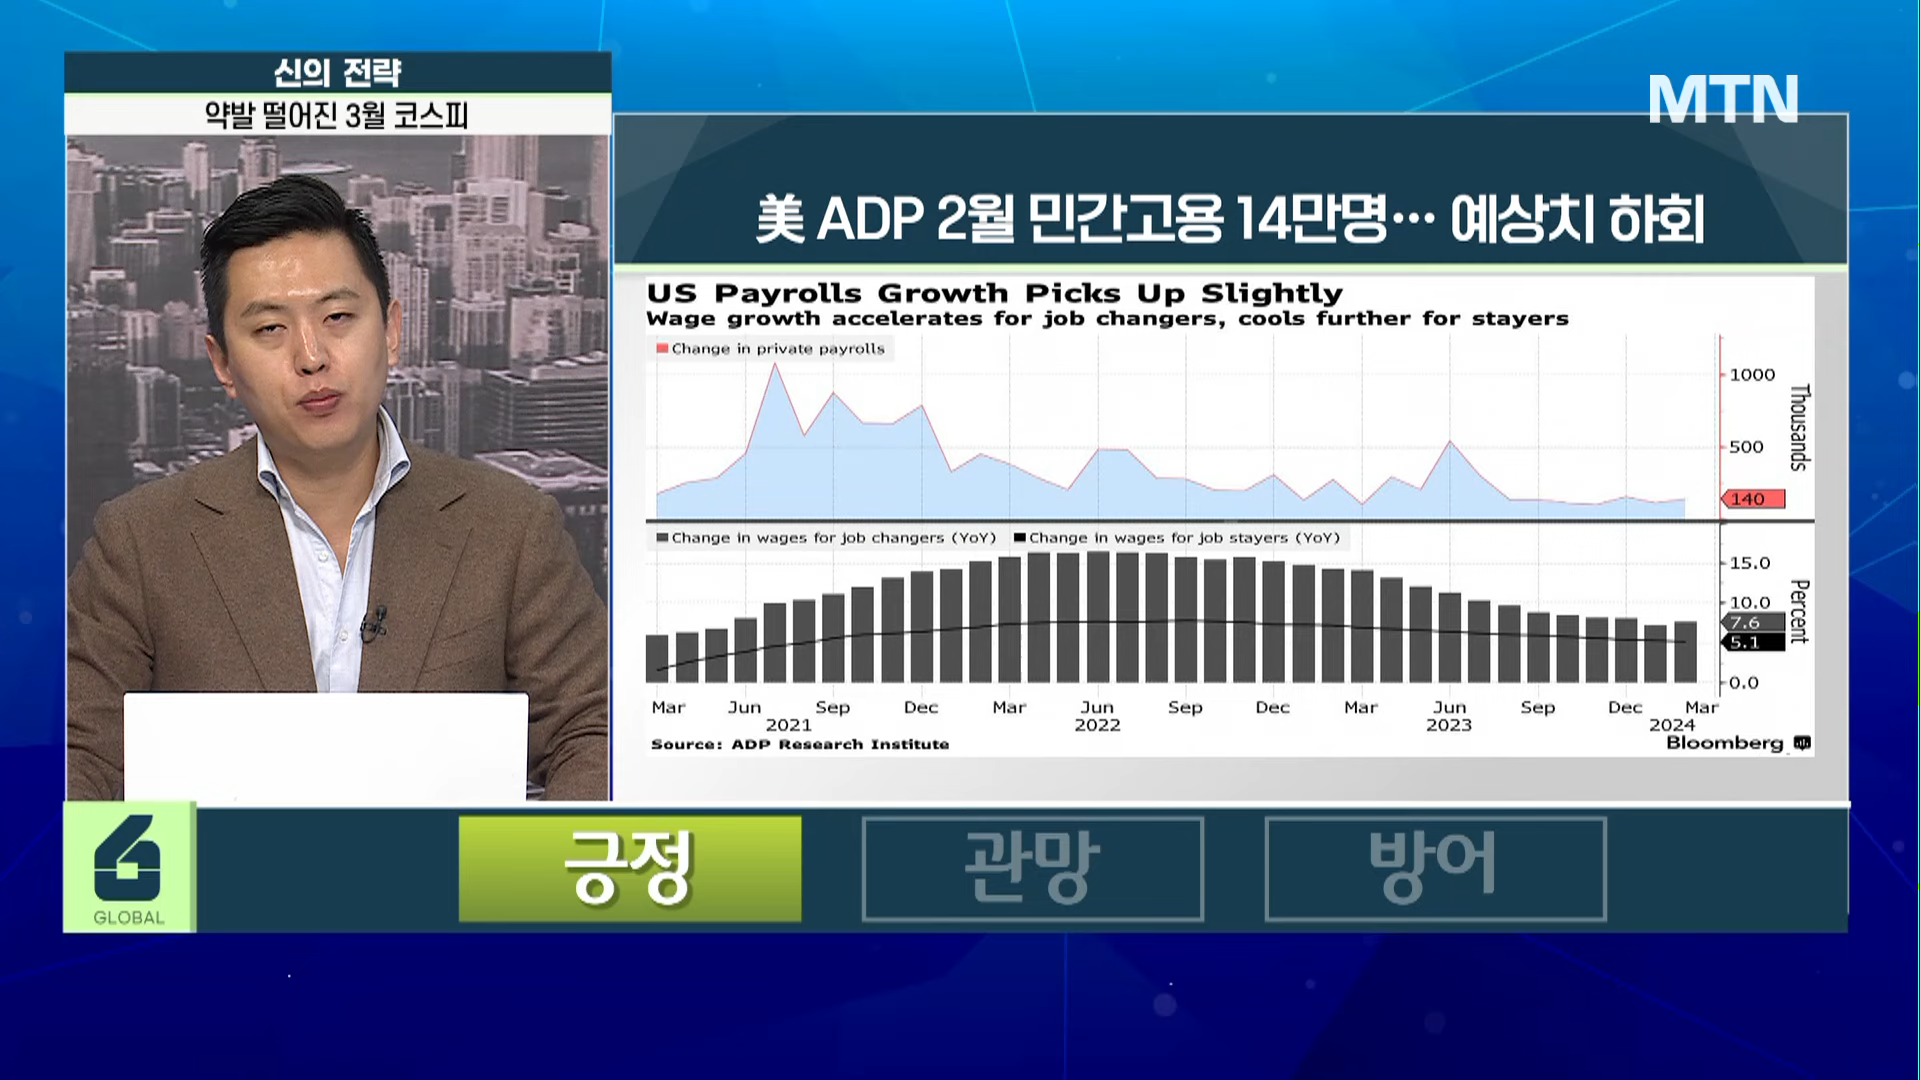 신의 전략
약발 떨어진 3월 코스피
MTN
美 ADP 2월 민간고용 14만명… 예상치 하회
US Payrolls Growth Picks Up Slightly
Wage growth accelerates for job changers, cools further for stayers
Change in private payrolls
1000
500
140
Thousands
Change in wages for job changers (YoY) Change in wages for job stayers (YoY)
15.0
10.0
7.6
5.1
0.0
Percent
Mar Jun Sep Dec Mar Jun Sep Dec Mar Jun Sep Dec Mar
2021 2022 2023 2024
Source: ADP Research Institute
Bloomberg
6
GLOBAL
긍정 관망 방어